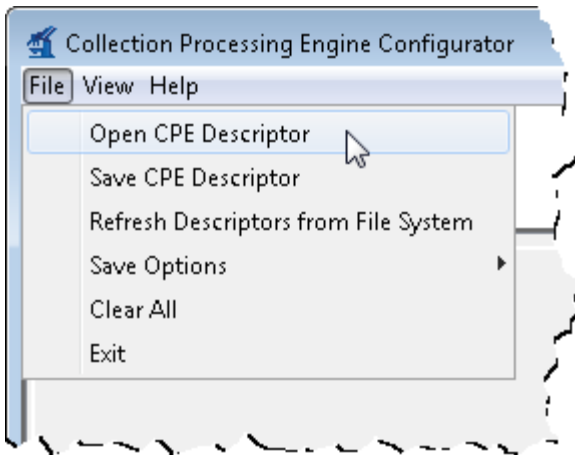 Collection Processing Engine Configurator
File View Help
Open CPE Descriptor
Save CPE Descriptor
Refresh Descriptors from File System
Save Options
Clear All
Exit